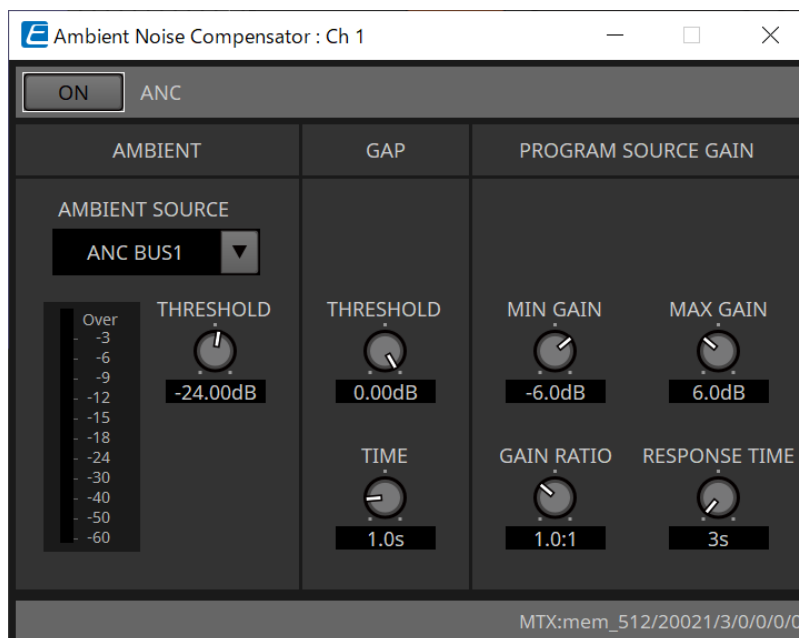 Ambient Noise Compensator : Ch 1
ON ANC
AMBIENT GAP PROGRAM SOURCE GAIN
AMBIENT SOURCE
ANC BUS1
THRESHOLD THRESHOLD MIN GAIN MAX GAIN
-24.00dB 0.00dB -6.0dB 6.0dB
Over
-3
-6
-9
-12
-15
-18
-24
-30
-40
-50
-60
TIME GAIN RATIO RESPONSE TIME
1.0s 1.0:1 3s
MTX:mem_512/20021/3/0/0/0/0